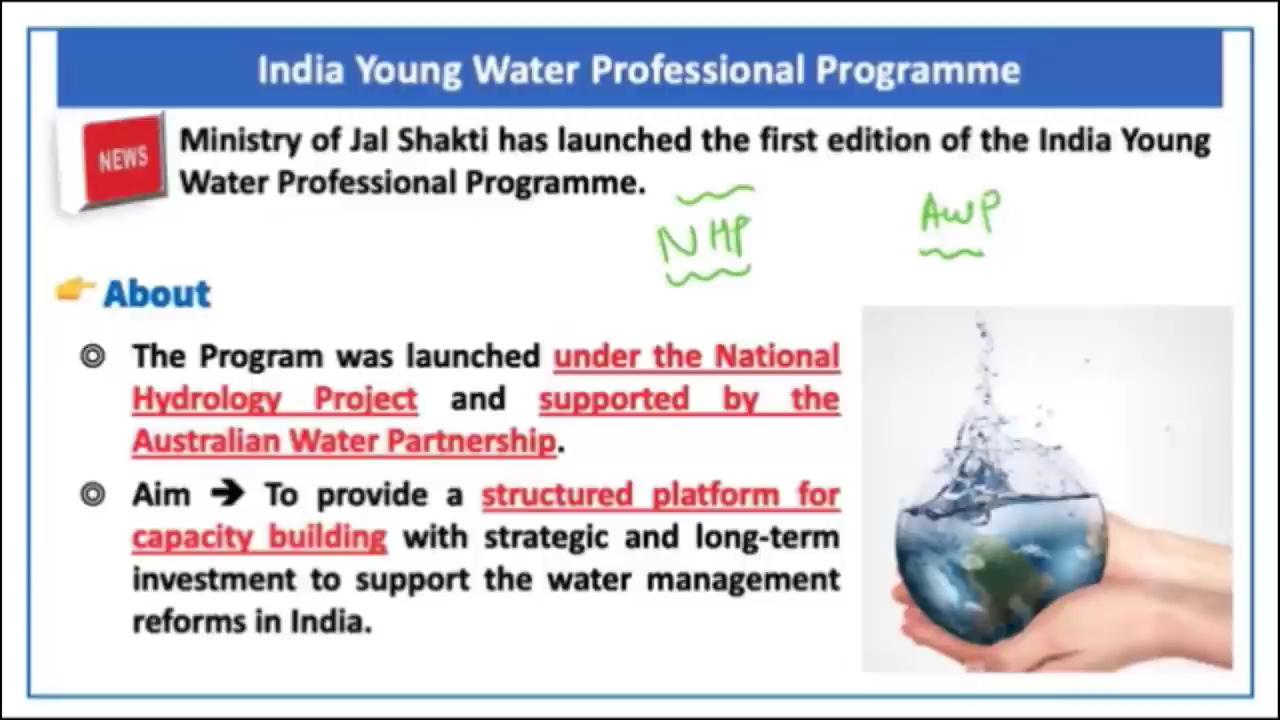 India Young Water Professional Programme
NEWS
Ministry of Jal Shakti has launched the first edition of the India Young
Water Professional Programme.
NHP
AWP
About
The Program was launched under the National
Hydrology Project and supported by the
Australian Water Partnership.
Aim ➔ To provide a structured platform for
capacity building with strategic and long-term
investment to support the water management
reforms in India.